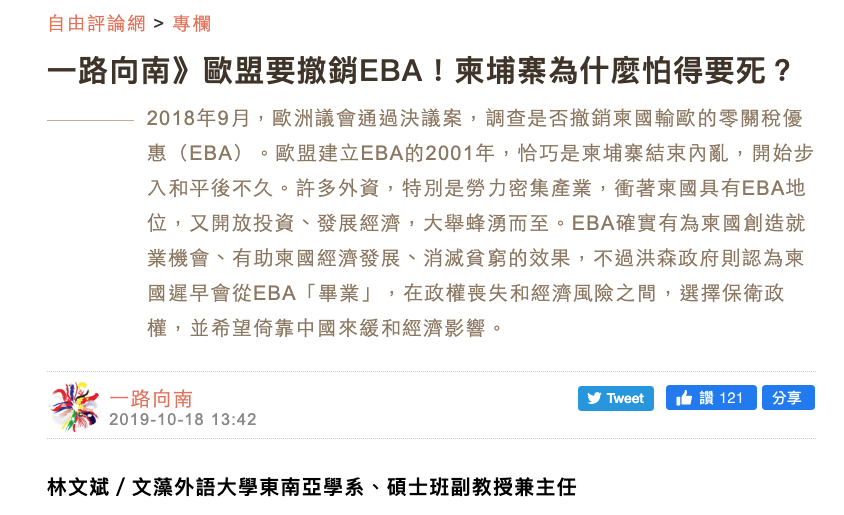 自由評論網 > 專欄
一路向南》歐盟要撤銷EBA！柬埔寨為什麼怕得要死？
2018年9月，歐洲議會通過決議案，調查是否撤銷柬國輸歐的零關稅優
惠（EBA）。歐盟建立EBA的2001年，恰巧是柬埔寨結束內亂，開始步
入和平後不久。許多外資，特別是勞力密集產業，衝著柬國具有EBA地
位，又開放投資、發展經濟，大舉蜂湧而至。EBA確實有為柬國創造就
業機會、有助柬國經濟發展、消滅貧窮的效果，不過洪森政府則認為柬
國遲早會從EBA「畢業」，在政權喪失和經濟風險之間，選擇保衛政
權，並希望倚靠中國來緩和經濟影響。
一路向南
2019-10-18 13:42
Tweet
讚 121
分享
林文斌／文藻外語大學東南亞學系、碩士班副教授兼主任